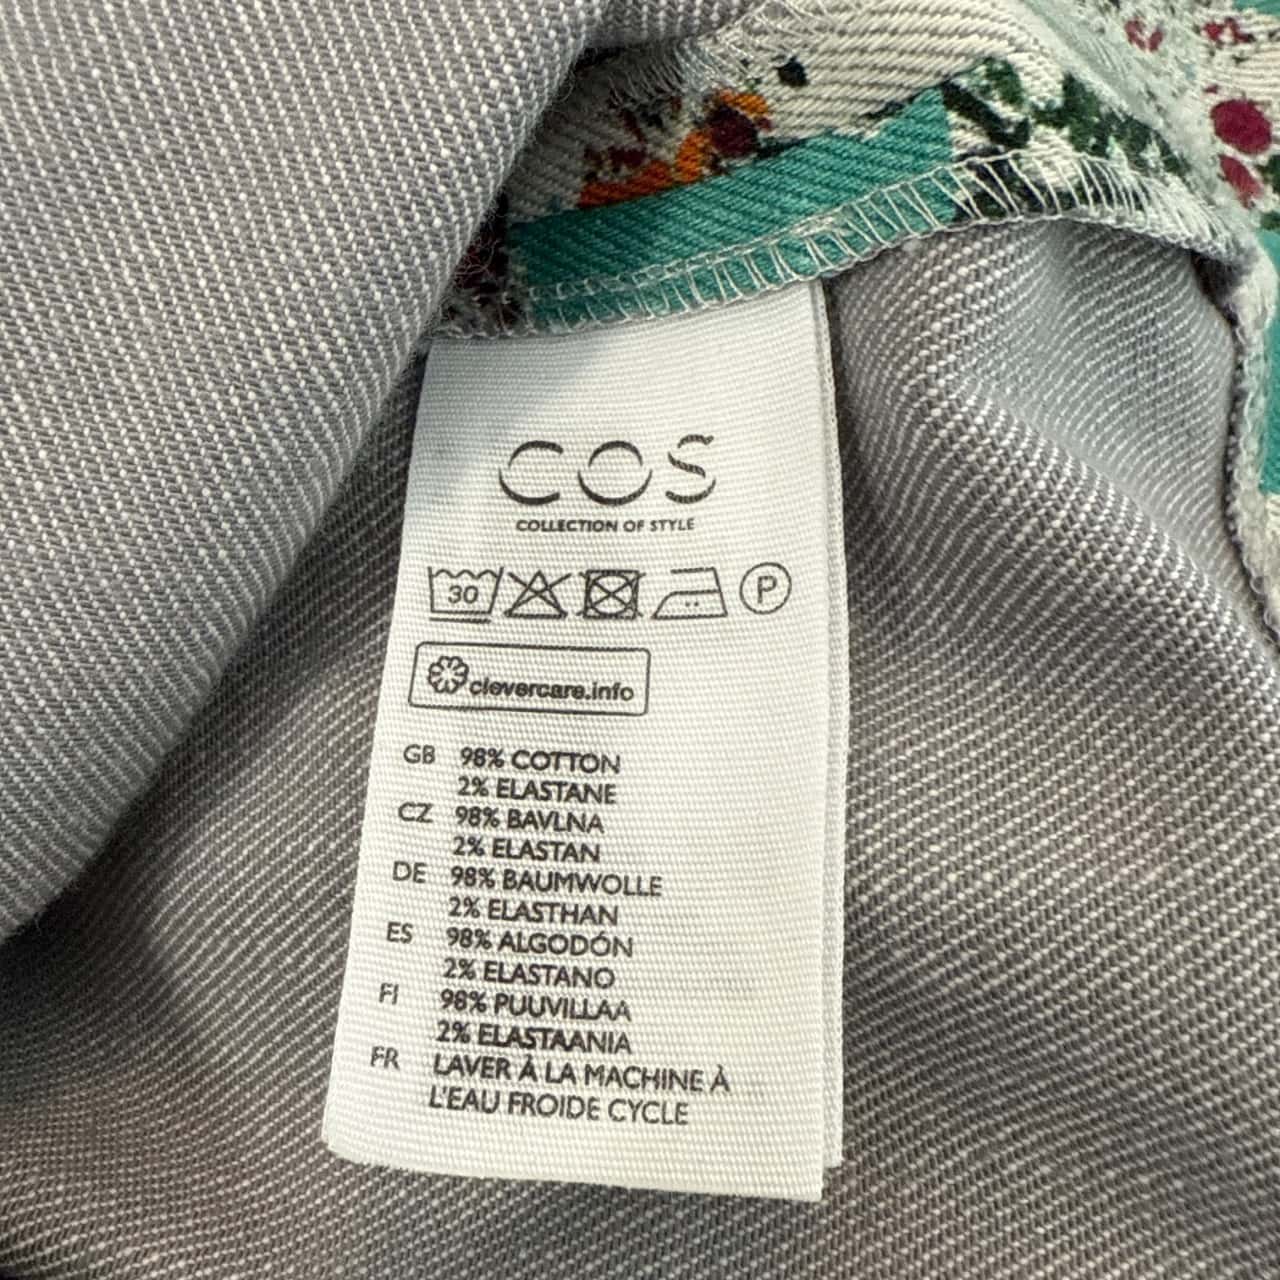 COS
COLLECTION OF STYLE
30 P
clevercare.info
GB 98% COTTON
2% ELASTANE
CZ 98% BAVLNA
2% ELASTAN
DE 98% BAUMWOLLE
2% ELASTHAN
ES 98% ALGODÓN
2% ELASTANO
FI 98% PUUVILLAA
2% ELASTAANIA
FR LAVER À LA MACHINE À
L'EAU FROIDE CYCLE